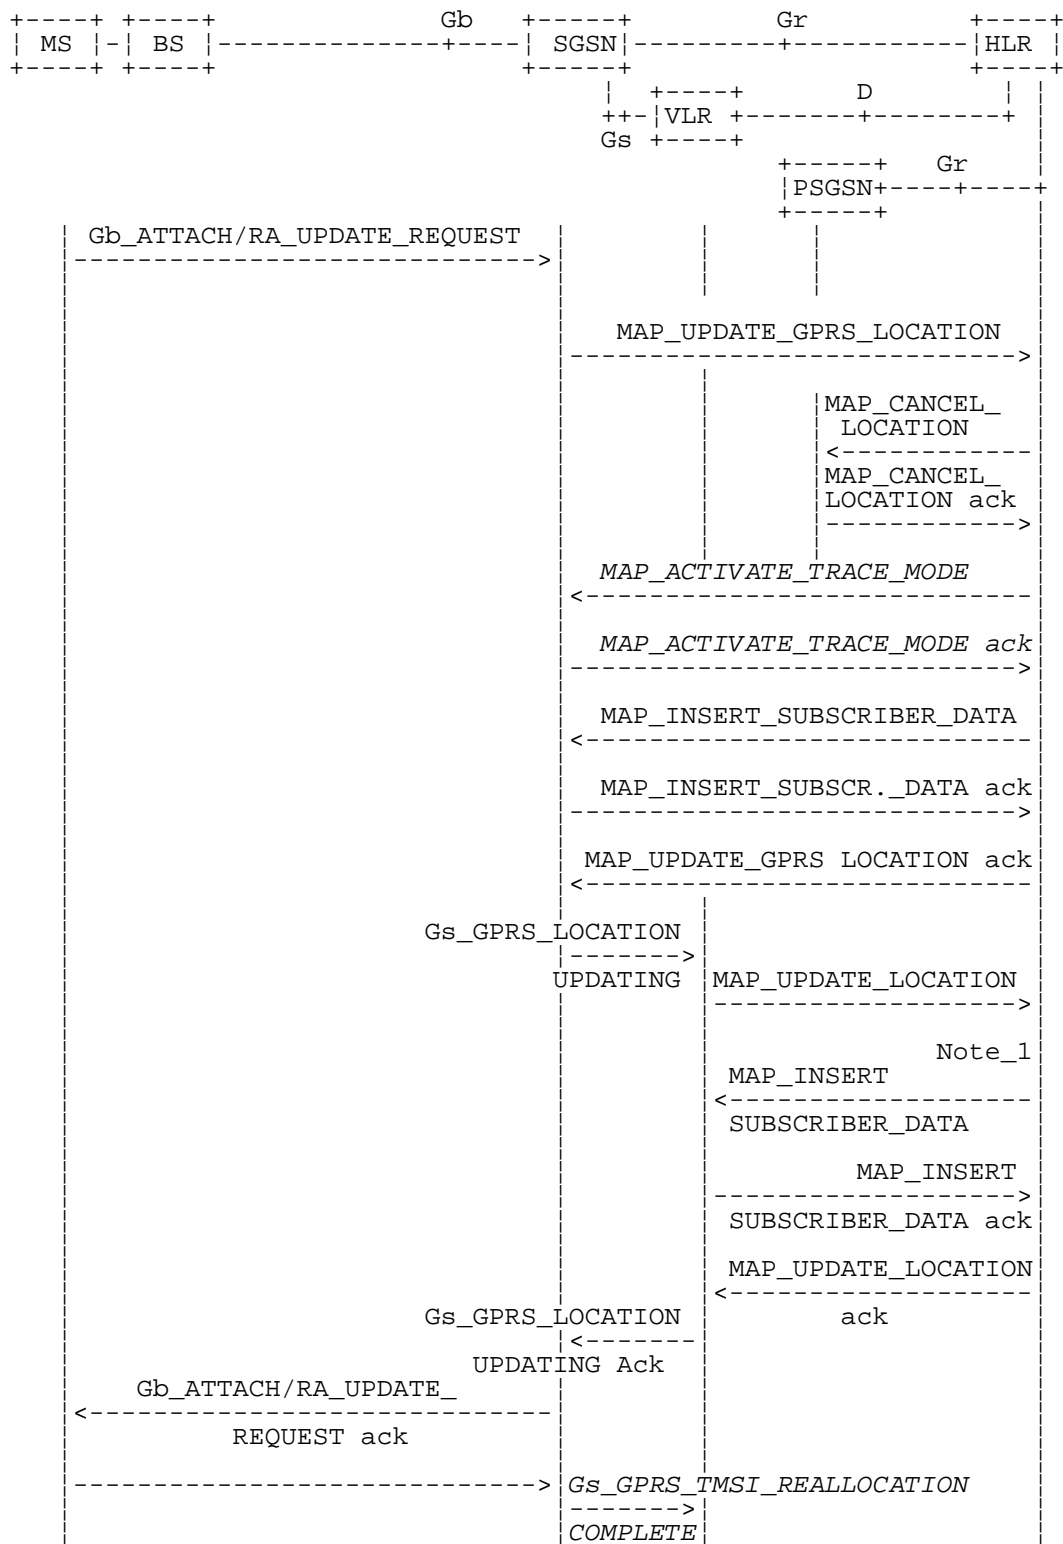 Gb Gr
MS BS SGSN HLR
D
VLR
Gs
Gr
PSGSN
Gb_ATTACH/RA_UPDATE_REQUEST
MAP_UPDATE_GPRS_LOCATION
MAP_CANCEL_
LOCATION
MAP_CANCEL_
LOCATION ack
MAP_ACTIVATE_TRACE_MODE
MAP_ACTIVATE_TRACE_MODE ack
MAP_INSERT_SUBSCRIBER_DATA
MAP_INSERT_SUBSCR._DATA ack
MAP_UPDATE_GPRS LOCATION ack
Gs_GPRS_LOCATION
UPDATING MAP_UPDATE_LOCATION
Note_1
MAP_INSERT
SUBSCRIBER_DATA
MAP_INSERT
SUBSCRIBER_DATA ack
MAP_UPDATE_LOCATION
Gs_GPRS_LOCATION ack
UPDATING Ack
Gb_ATTACH/RA_UPDATE_
REQUEST ack
Gs_GPRS_TMSI_REALLOCATION
COMPLETE